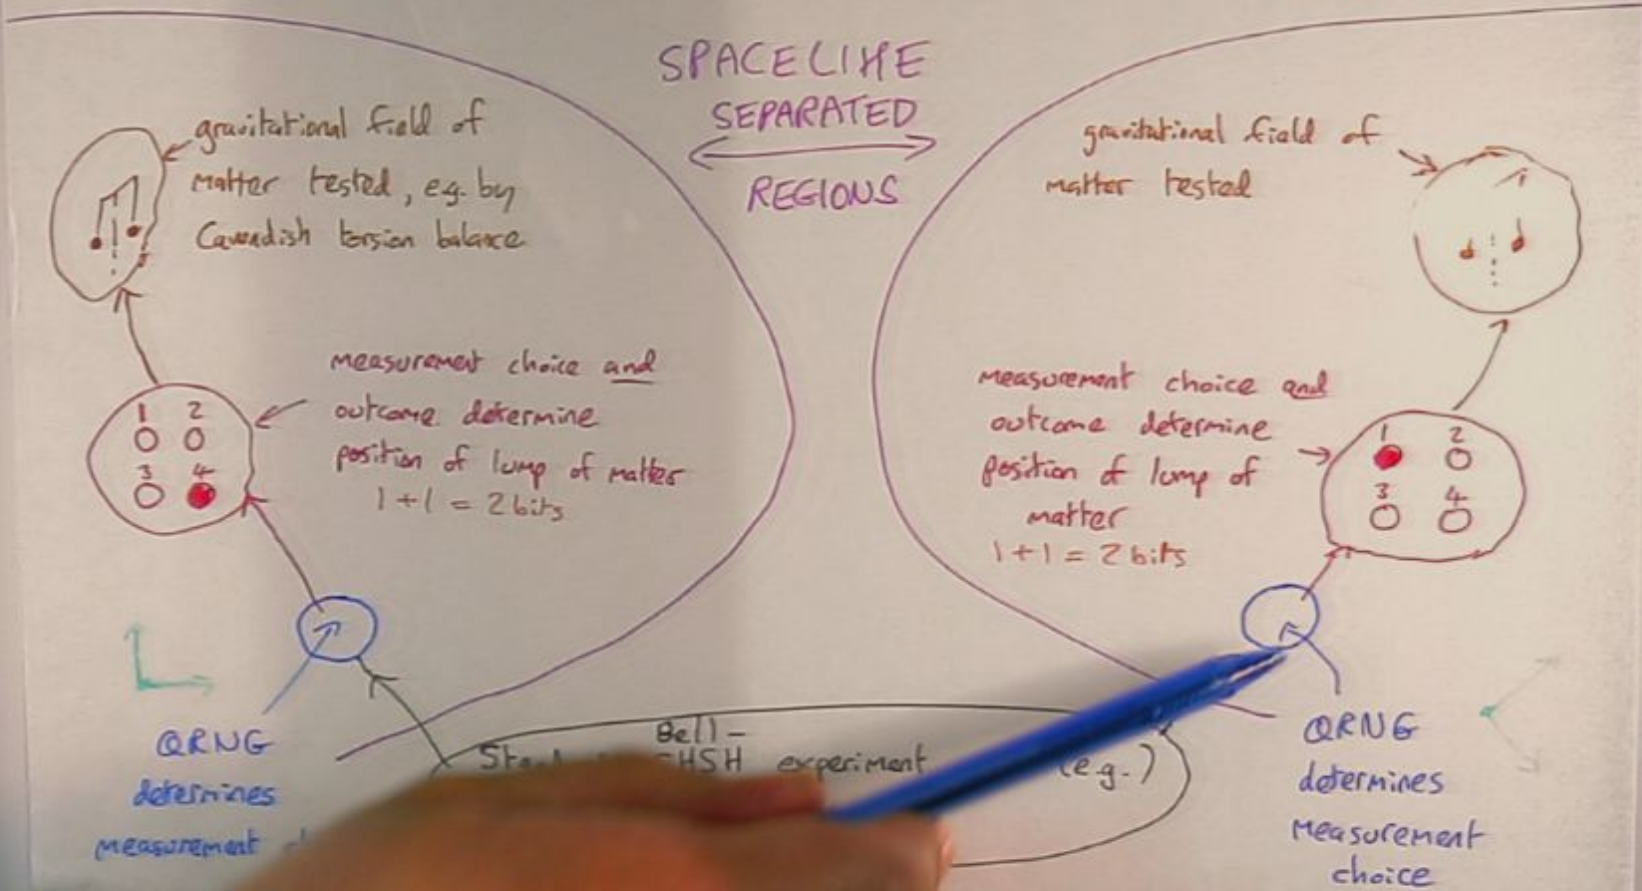 SPACELIKE
SEPARATED
REGIONS
gravitational field of
matter tested, e.g. by
Cavendish torsion balance
measurement choice and
outcome determine
position of lump of matter
1+1 = 2 bits
1 2
3 4
QRNG
determines
measurement
gravitational field of
matter tested
measurement choice and
outcome determine
position of lump of
matter
1+1 = 2 bits
1 2
3 4
QRNG
determines
measurement
choice
Bell-
CHSH experiment (e.g.)